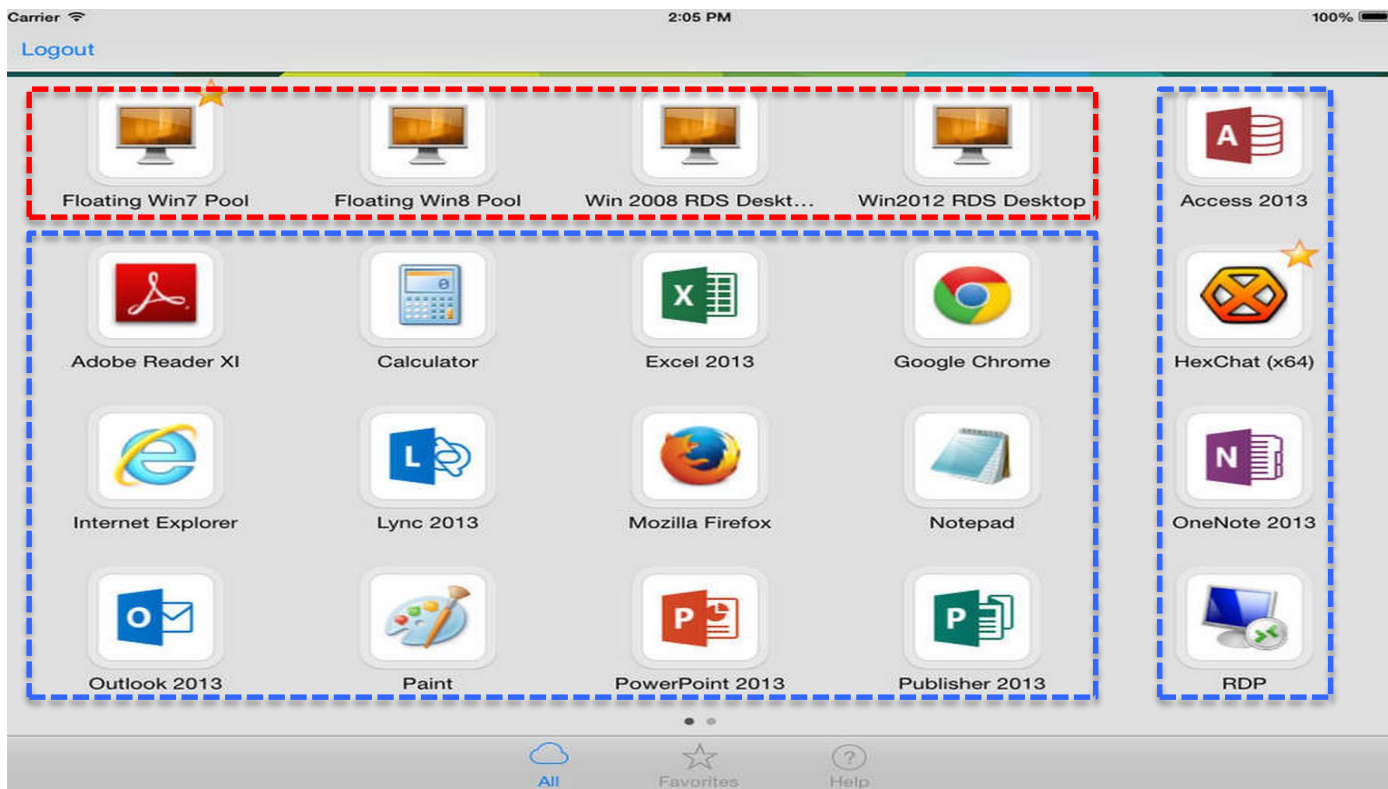 Carrier 2:05 PM 100%
Logout
Floating Win7 Pool Floating Win8 Pool Win 2008 RDS Deskt... Win2012 RDS Desktop Access 2013
Adobe Reader XI Calculator Excel 2013 Google Chrome HexChat (x64)
Internet Explorer Lync 2013 Mozilla Firefox Notepad OneNote 2013
Outlook 2013 Paint PowerPoint 2013 Publisher 2013 RDP
All Favorites Help